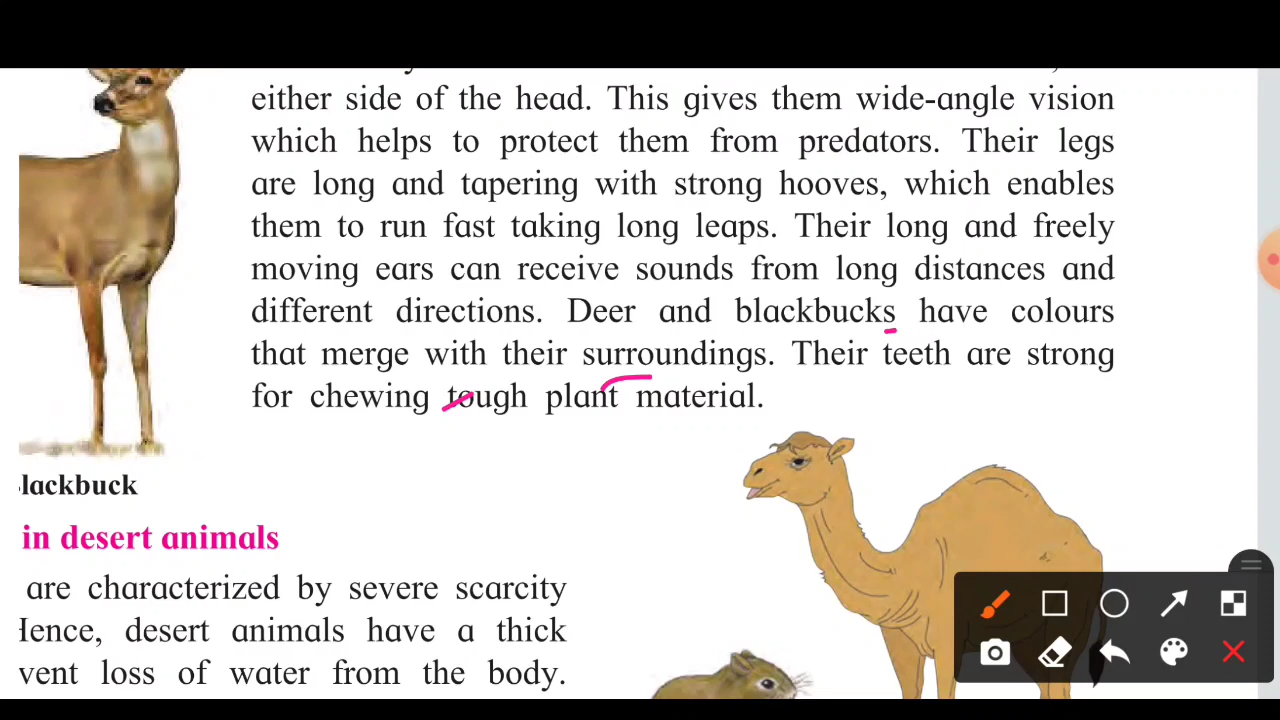 either side of the head. This gives them wide-angle vision
which helps to protect them from predators. Their legs
are long and tapering with strong hooves, which enables
them to run fast taking long leaps. Their long and freely
moving ears can receive sounds from long distances and
different directions. Deer and blackbucks have colours
that merge with their surroundings. Their teeth are strong
for chewing tough plant material.
lackbuck
in desert animals
are characterized by severe scarcity
Hence, desert animals have a thick
vent loss of water from the body.